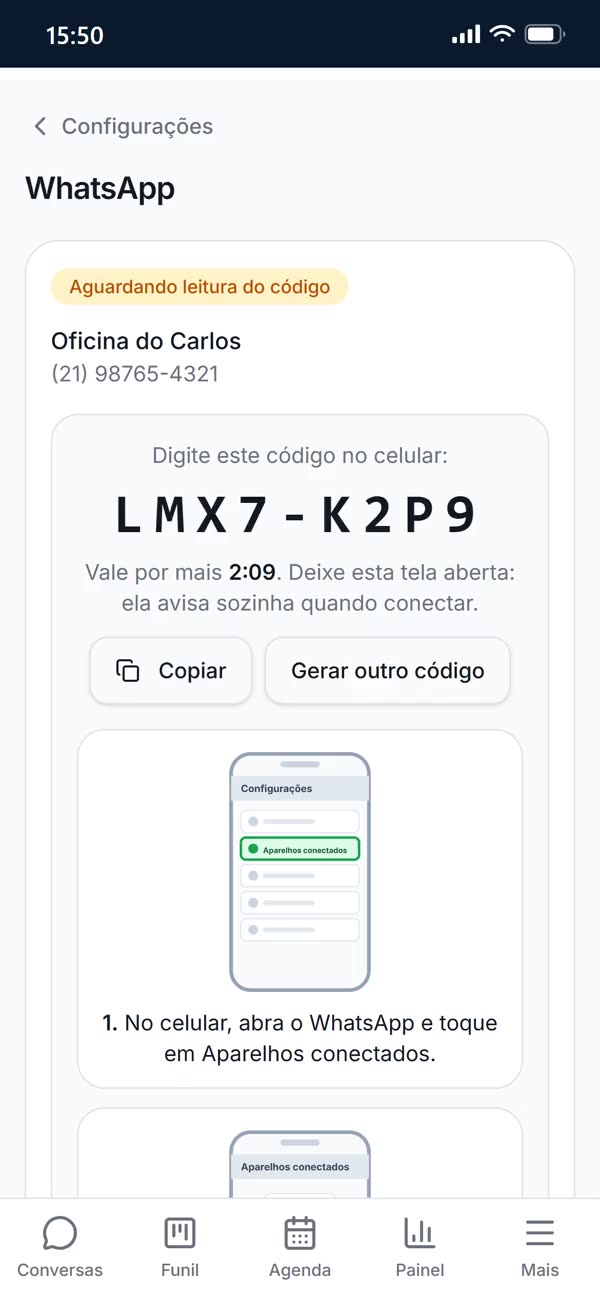 15:50
Configurações
WhatsApp
Aguardando leitura do código
Oficina do Carlos
(21) 98765-4321
Digite este código no celular:
LMX7-K2P9
Vale por mais 2:09. Deixe esta tela aberta:
ela avisa sozinha quando conectar.
Copiar
Gerar outro código
Configurações
Aparelhos conectados
1. No celular, abra o WhatsApp e toque
em Aparelhos conectados.
Aparelhos conectados
Conversas
Funil
Agenda
Painel
Mais